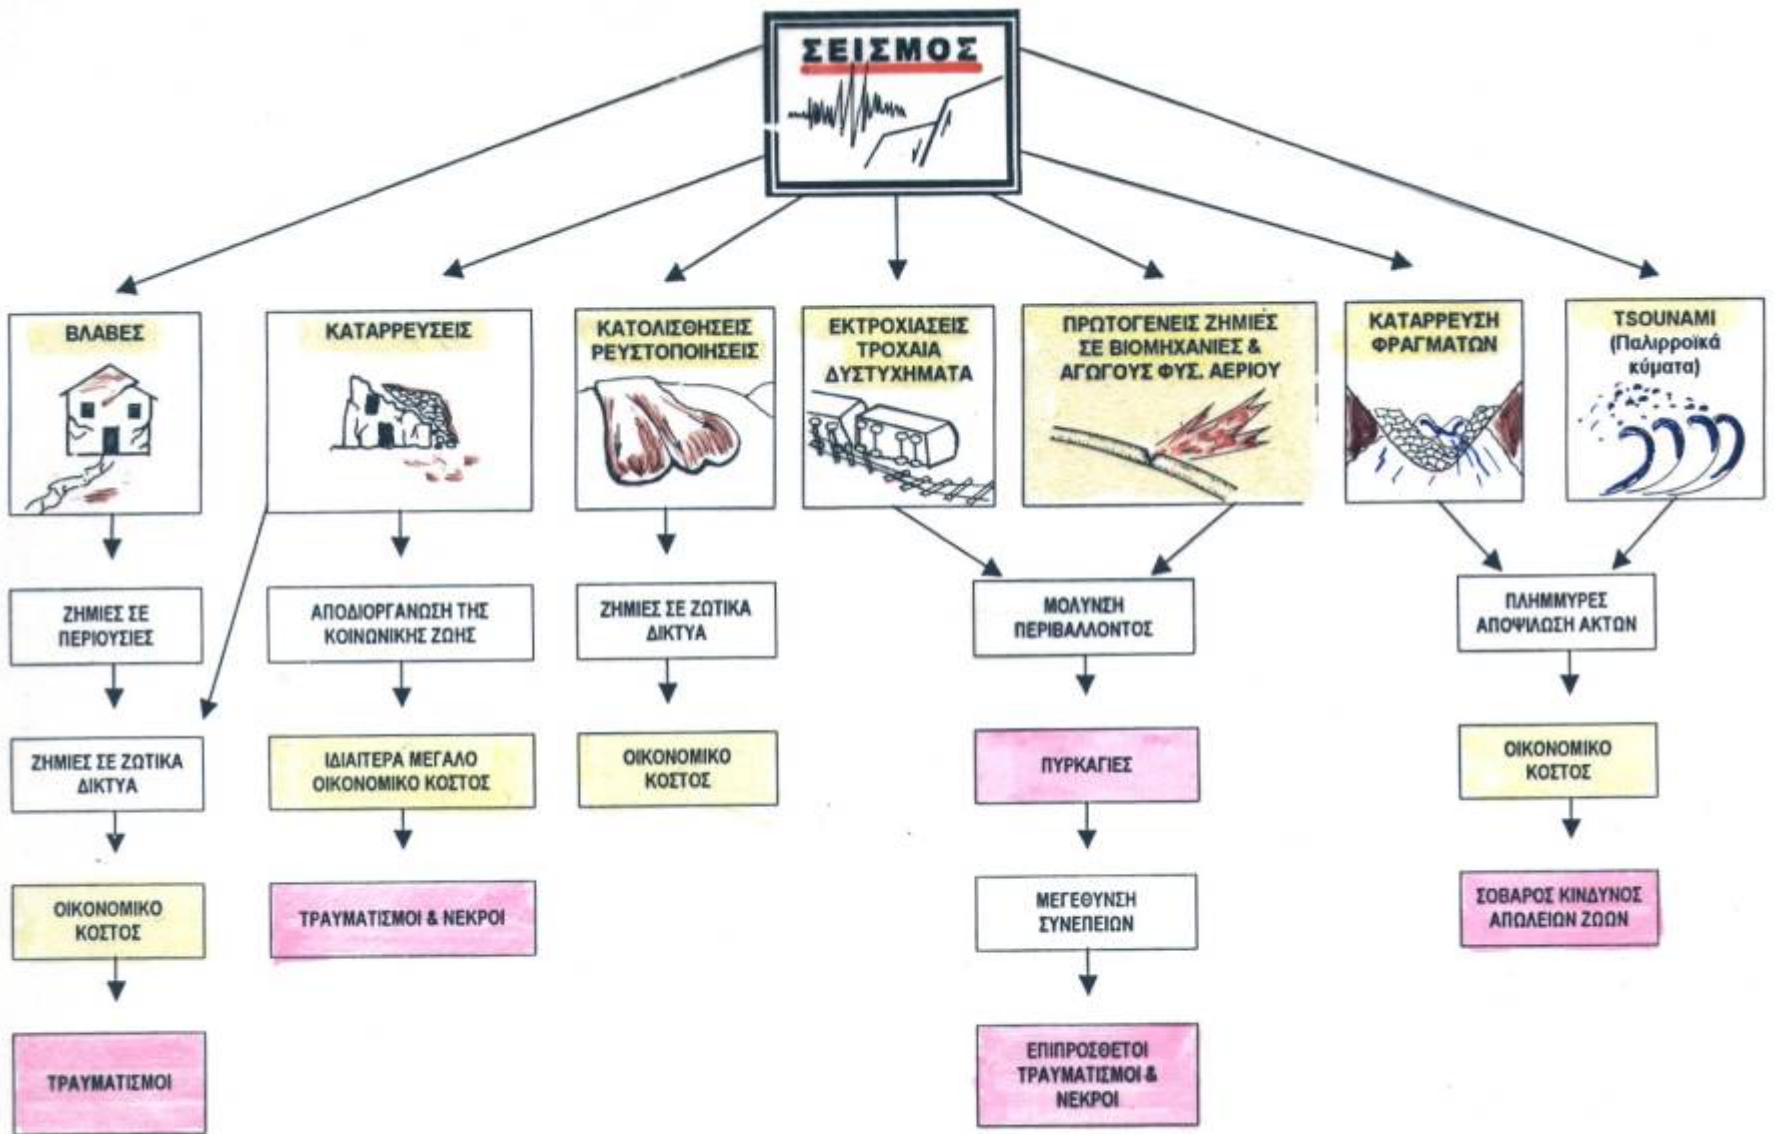 ΣΕΙΣΜΟΣ
ΒΛΑΒΕΣ
ΚΑΤΑΡΡΕΥΣΕΙΣ
ΚΑΤΟΛΙΣΘΗΣΕΙΣ
ΡΕΥΣΤΟΠΟΙΗΣΕΙΣ
ΕΚΤΡΟΧΙΑΣΕΙΣ
ΤΡΟΧΑΙΑ
ΔΥΣΤΥΧΗΜΑΤΑ
ΠΡΩΤΟΓΕΝΕΙΣ ΖΗΜΙΕΣ
ΣΕ ΒΙΟΜΗΧΑΝΙΕΣ &
ΑΓΩΓΟΥΣ ΦΥΣ. ΑΕΡΙΟΥ
ΚΑΤΑΡΡΕΥΣΗ
ΦΡΑΓΜΑΤΩΝ
TSOUNAMI
(Παλιρροϊκά
κύματα)
ΖΗΜΙΕΣ ΣΕ
ΠΕΡΙΟΥΣΙΕΣ
ΑΠΟΔΙΟΡΓΑΝΩΣΗ ΤΗΣ
ΚΟΙΝΩΝΙΚΗΣ ΖΩΗΣ
ΖΗΜΙΕΣ ΣΕ ΖΩΤΙΚΑ
ΔΙΚΤΥΑ
ΜΟΛΥΝΣΗ
ΠΕΡΙΒΑΛΛΟΝΤΟΣ
ΠΛΗΜΜΥΡΕΣ
ΑΠΟΨΙΛΩΣΗ ΑΚΤΩΝ
ΖΗΜΙΕΣ ΣΕ ΖΩΤΙΚΑ
ΔΙΚΤΥΑ
ΙΔΙΑΙΤΕΡΑ ΜΕΓΑΛΟ
ΟΙΚΟΝΟΜΙΚΟ ΚΟΣΤΟΣ
ΟΙΚΟΝΟΜΙΚΟ
ΚΟΣΤΟΣ
ΠΥΡΚΑΓΙΕΣ
ΟΙΚΟΝΟΜΙΚΟ
ΚΟΣΤΟΣ
ΟΙΚΟΝΟΜΙΚΟ
ΚΟΣΤΟΣ
ΤΡΑΥΜΑΤΙΣΜΟΙ & ΝΕΚΡΟΙ
ΜΕΓΕΘΥΝΣΗ
ΣΥΝΕΠΕΙΩΝ
ΣΟΒΑΡΟΣ ΚΙΝΔΥΝΟΣ
ΑΠΩΛΕΙΩΝ ΖΩΩΝ
ΤΡΑΥΜΑΤΙΣΜΟΙ
ΕΠΙΠΡΟΣΘΕΤΟΙ
ΤΡΑΥΜΑΤΙΣΜΟΙ &
ΝΕΚΡΟΙ